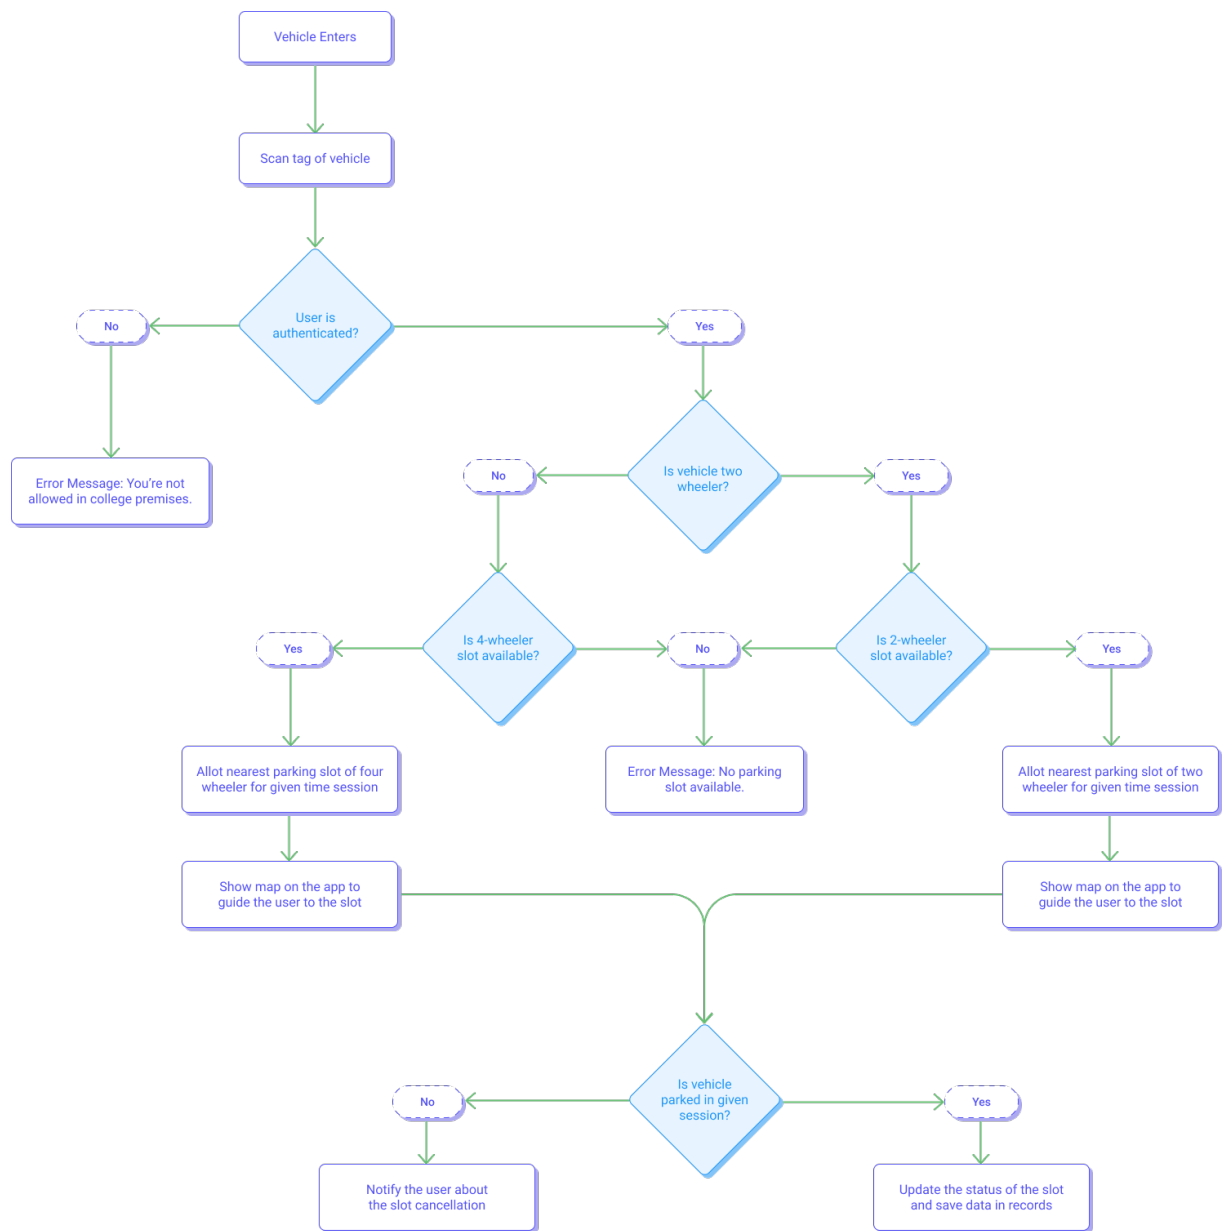 Vehicle Enters
Scan tag of vehicle
User is
authenticated?
No
Yes
Error Message: You’re not
allowed in college premises.
Is vehicle two
wheeler?
No
Yes
Is 4-wheeler
slot available?
Is 2-wheeler
slot available?
Yes
No
Yes
Allot nearest parking slot of four
wheeler for given time session
Error Message: No parking
slot available.
Allot nearest parking slot of two
wheeler for given time session
Show map on the app to
guide the user to the slot
Show map on the app to
guide the user to the slot
Is vehicle
parked in given
session?
No
Yes
Notify the user about
the slot cancellation
Update the status of the slot
and save data in records